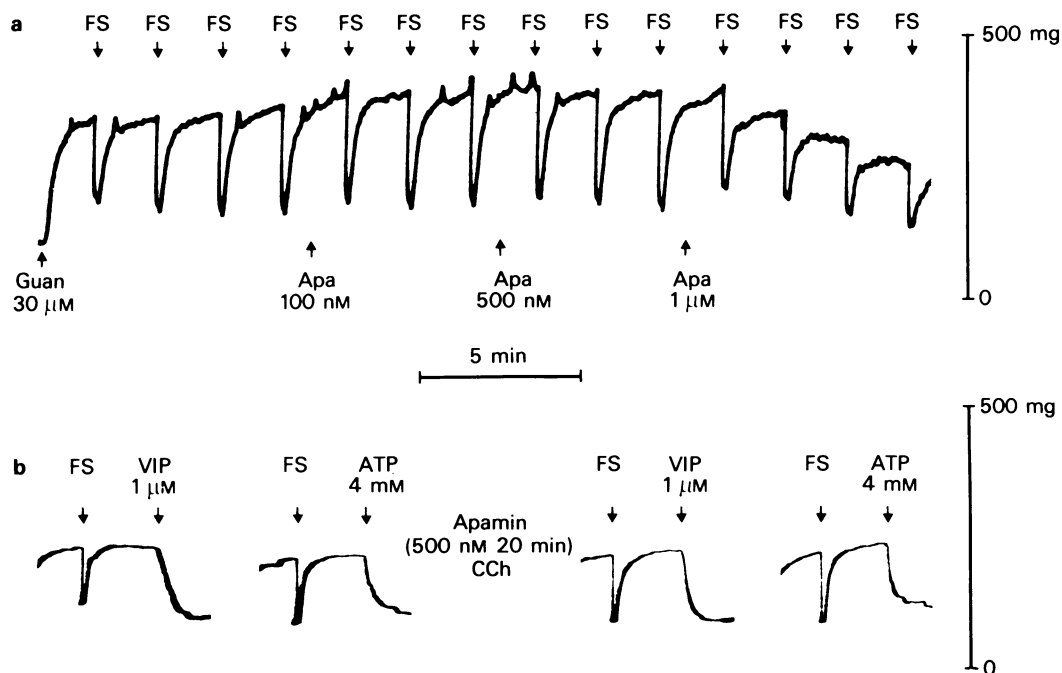 a
FS FS FS FS FS FS FS FS FS FS FS FS FS FS
500 mg
Guan
30 μM
Apa
100 nM
Apa
500 nM
Apa
1 μM
0
5 min
500 mg
b
FS VIP
1 μM
FS ATP
4 mM
Apamin
(500 nM 20 min)
CCh
FS VIP
1 μM
FS ATP
4 mM
0